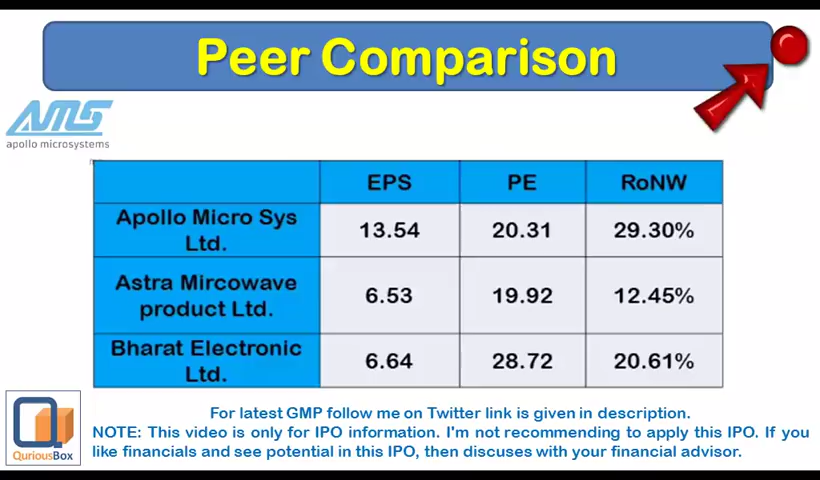 Peer Comparison
AMS
apollo microsystems
EPS PE RoNW
Apollo Micro Sys
Ltd.
13.54 20.31 29.30%
Astra Mircowave
product Ltd.
6.53 19.92 12.45%
Bharat Electronic
Ltd.
6.64 28.72 20.61%
For latest GMP follow me on Twitter link is given in description.
NOTE: This video is only for IPO information. I'm not recommending to apply this IPO. If you
like financials and see potential in this IPO, then discuses with your financial advisor.
QuriousBox